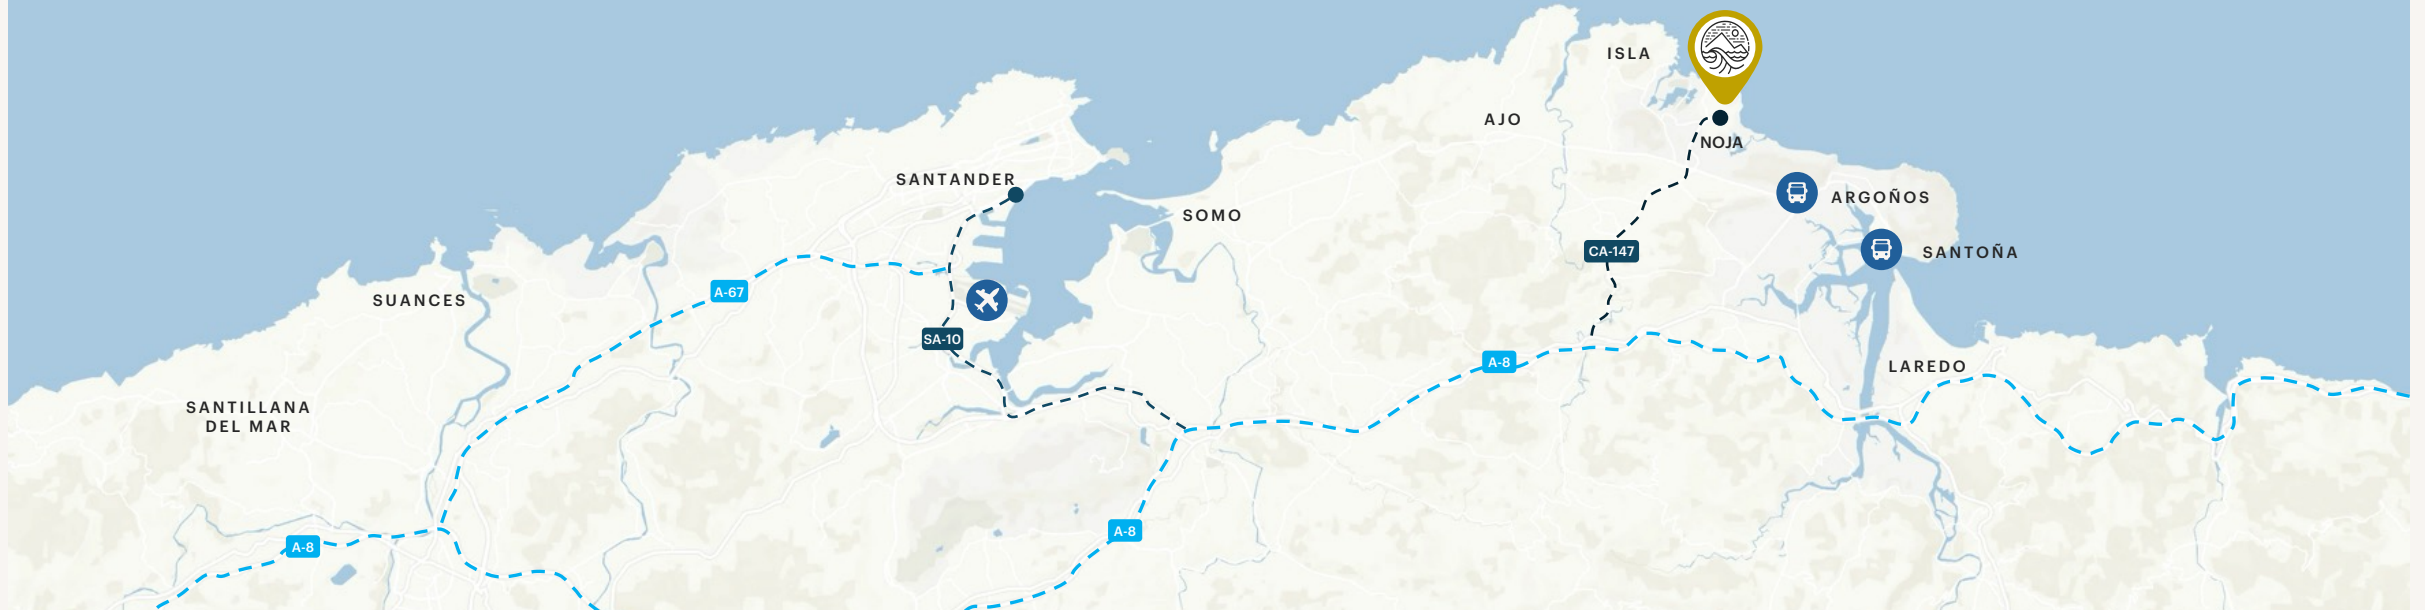 ISLA
AJO
NOJA
SANTANDER
ARGOÑOS
SOMO
CA-147
SANTOÑA
A-67
SUANCES
SA-10
A-8
LAREDO
SANTILLANA
DEL MAR
A-8
A-8